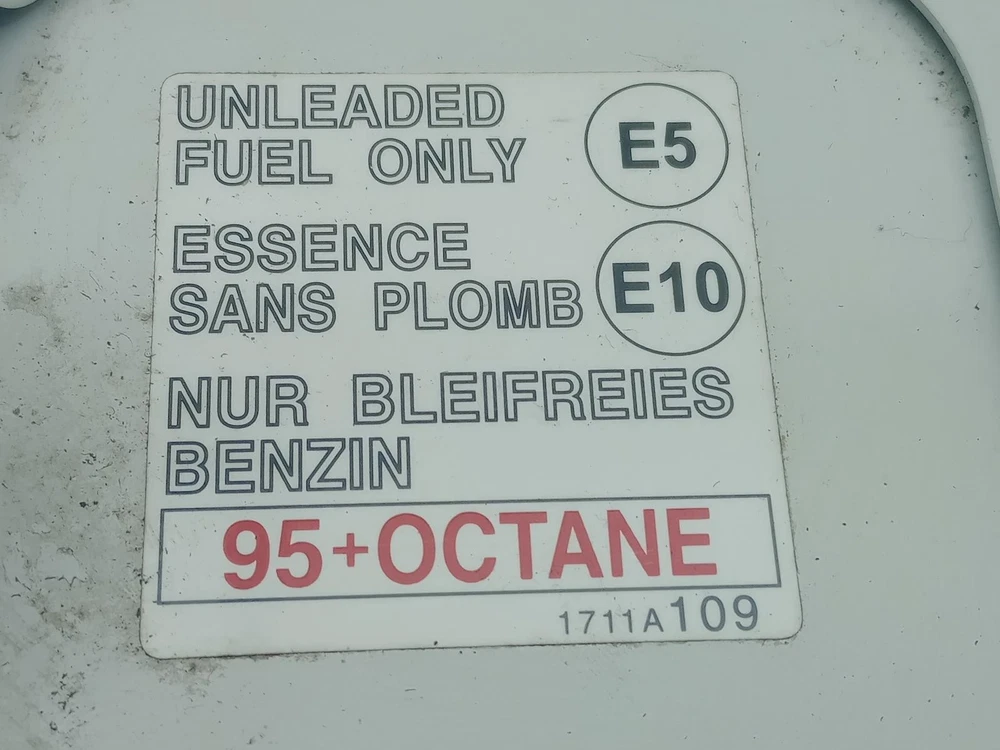 UNLEADED
FUEL ONLY
E5
ESSENCE
SANS PLOMB
E10
NUR BLEIFREIES
BENZIN
95+OCTANE
1711A109